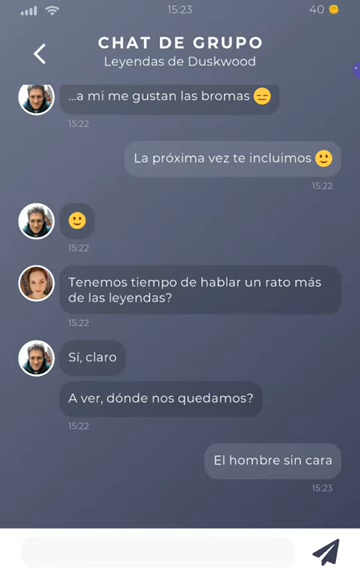 15:23
40
CHAT DE GRUPO
Leyendas de Duskwood
...a mi me gustan las bromas 😑
15:22
La próxima vez te incluimos 🙂
15:22
🙂
15:22
Tenemos tiempo de hablar un rato más
de las leyendas?
15:22
Sí, claro
A ver, dónde nos quedamos?
15:22
El hombre sin cara
15:23